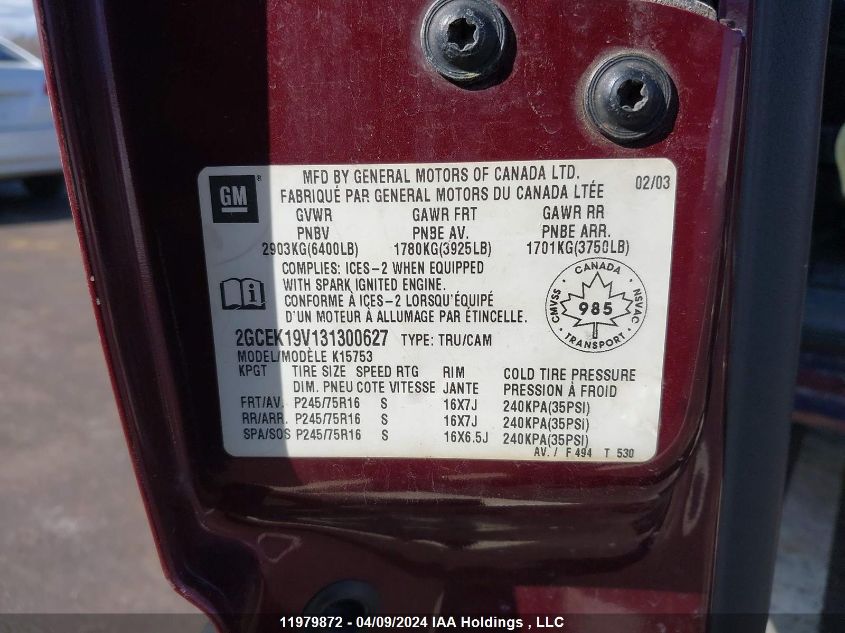 GM
MFD BY GENERAL MOTORS OF CANADA LTD.
02/03
FABRIQUÉ PAR GENERAL MOTORS DU CANADA LTÉE
GVWR GAWR FRT GAWR RR
PNBV PNBE AV. PNBE ARR.
2903KG(6400LB) 1780KG(3925LB) 1701KG(3750LB)
COMPLIES: ICES-2 WHEN EQUIPPED
WITH SPARK IGNITED ENGINE.
CONFORME À ICES-2 LORSQU'ÉQUIPÉ
D'UN MOTEUR À ALLUMAGE PAR ÉTINCELLE.
CANADA
CMVSS 985 NSVAC
TRANSPORT
2GCEK19V131300627 TYPE: TRU/CAM
MODEL/MODÈLE K15753
KPGT TIRE SIZE SPEED RTG RIM COLD TIRE PRESSURE
DIM. PNEU COTE VITESSE JANTE PRESSION À FROID
FRT/AV. P245/75R16 S 16X7J 240KPA(35PSI)
RR/ARR. P245/75R16 S 16X7J 240KPA(35PSI)
SPA/SOS P245/75R16 S 16X6.5J 240KPA(35PSI)
AV. / F 494 T 530
11979872 - 04/09/2024 IAA Holdings , LLC